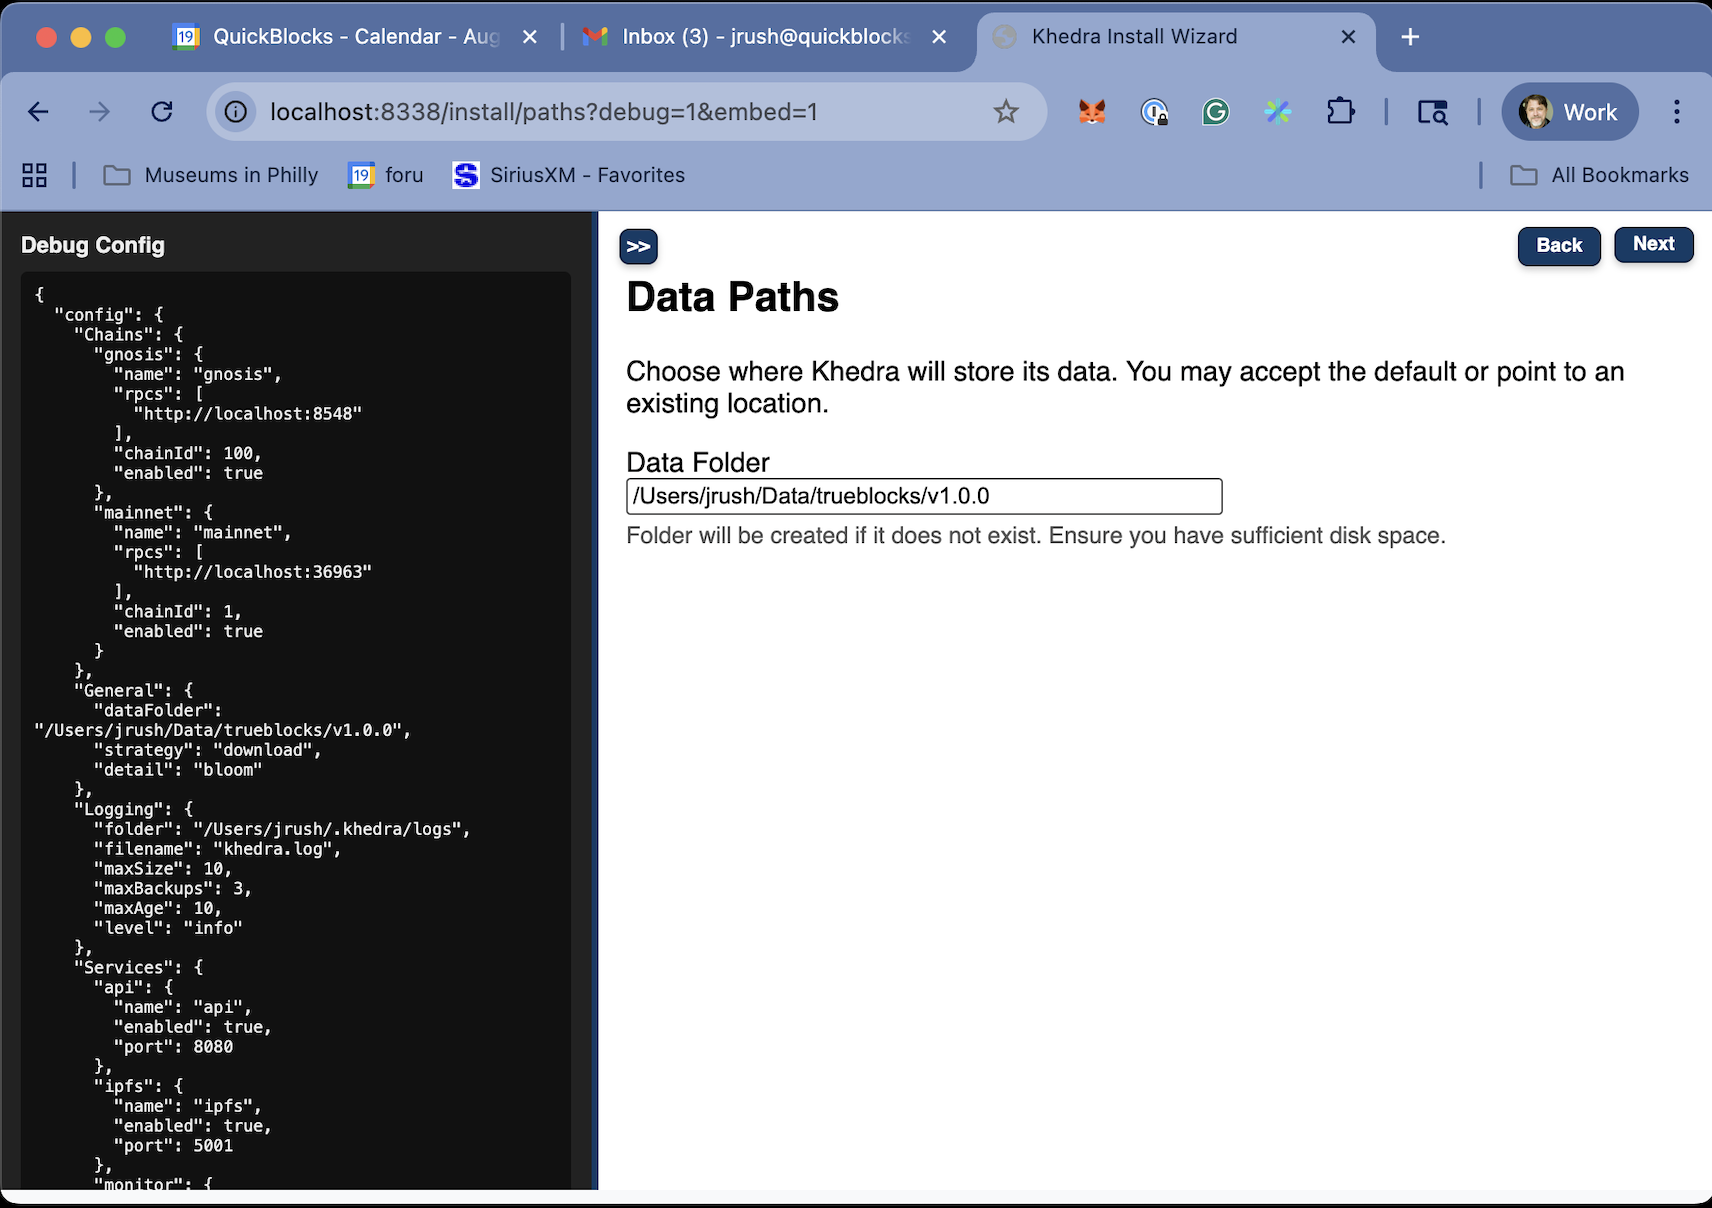 QuickBlocks - Calendar - Aug
Inbox (3) - jrush@quickblocks
Khedra Install Wizard
localhost:8338/install/paths?debug=1&embed=1
Work
Museums in Philly
19
foru
SiriusXM - Favorites
All Bookmarks
Debug Config
{
"config": {
"Chains": {
"gnosis": {
"name": "gnosis",
"rpcs": [
"http://localhost:8548"
],
"chainId": 100,
"enabled": true
},
"mainnet": {
"name": "mainnet",
"rpcs": [
"http://localhost:36963"
],
"chainId": 1,
"enabled": true
}
},
"General": {
"dataFolder":
"/Users/jrush/Data/trueblocks/v1.0.0",
"strategy": "download",
"detail": "bloom"
},
"Logging": {
"folder": "/Users/jrush/.khedra/logs",
"filename": "khedra.log",
"maxSize": 10,
"maxBackups": 3,
"maxAge": 10,
"level": "info"
},
"Services": {
"api": {
"name": "api",
"enabled": true,
"port": 8080
},
"ipfs": {
"name": "ipfs",
"enabled": true,
"port": 5001
},
"monitor": {
>>
Back
Next
Data Paths
Choose where Khedra will store its data. You may accept the default or point to an
existing location.
Data Folder
/Users/jrush/Data/trueblocks/v1.0.0
Folder will be created if it does not exist. Ensure you have sufficient disk space.